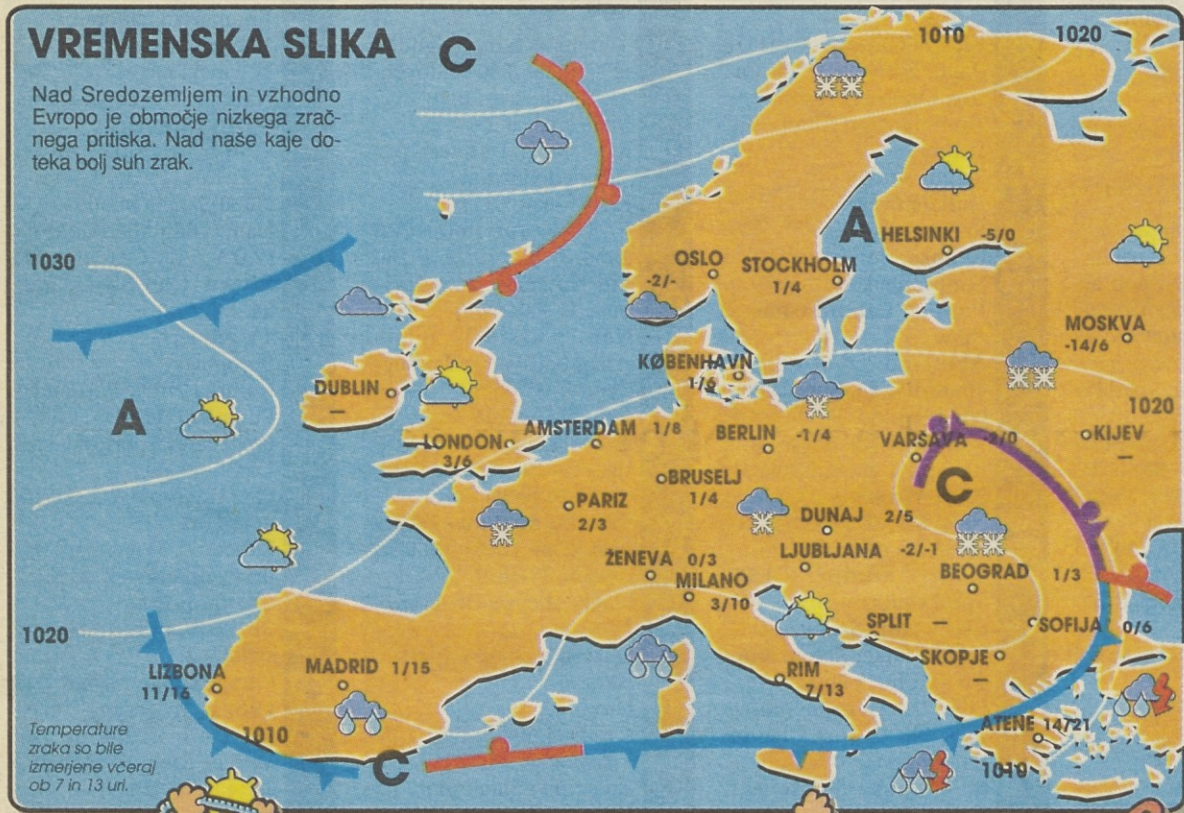 VREMENSKA SLIKA
Nad Sredozemljem in vzhodno
Evropo je območje nizkega zrač-
nega pritiska. Nad naše kaje do-
teka bolj suh zrak.
C
1010
1020
1030
A
HELSINKI -5/0
OSLO
-2/-
STOCKHOLM
1/4
MOSKVA
-14/6
KØBENHAVN
1/6
DUBLIN
—
A
1020
LONDON
3/6
AMSTERDAM 1/8
BERLIN -1/4
VARŠAVA -2/0
KIJEV
—
BRUSELJ
1/4
C
PARIZ
2/3
DUNAJ 2/5
LJUBLJANA -2/-1
ŽENEVA 0/3
BEOGRAD 1/3
MILANO
3/10
1020
SPLIT —
SOFIJA 0/6
SKOPJE
—
LIZBONA
11/16
MADRID 1/15
RIM
7/13
ATENE 14721
1010
C
1010
Temperature
zraka so bile
izmerjene včeraj
ob 7 in 13 uri.